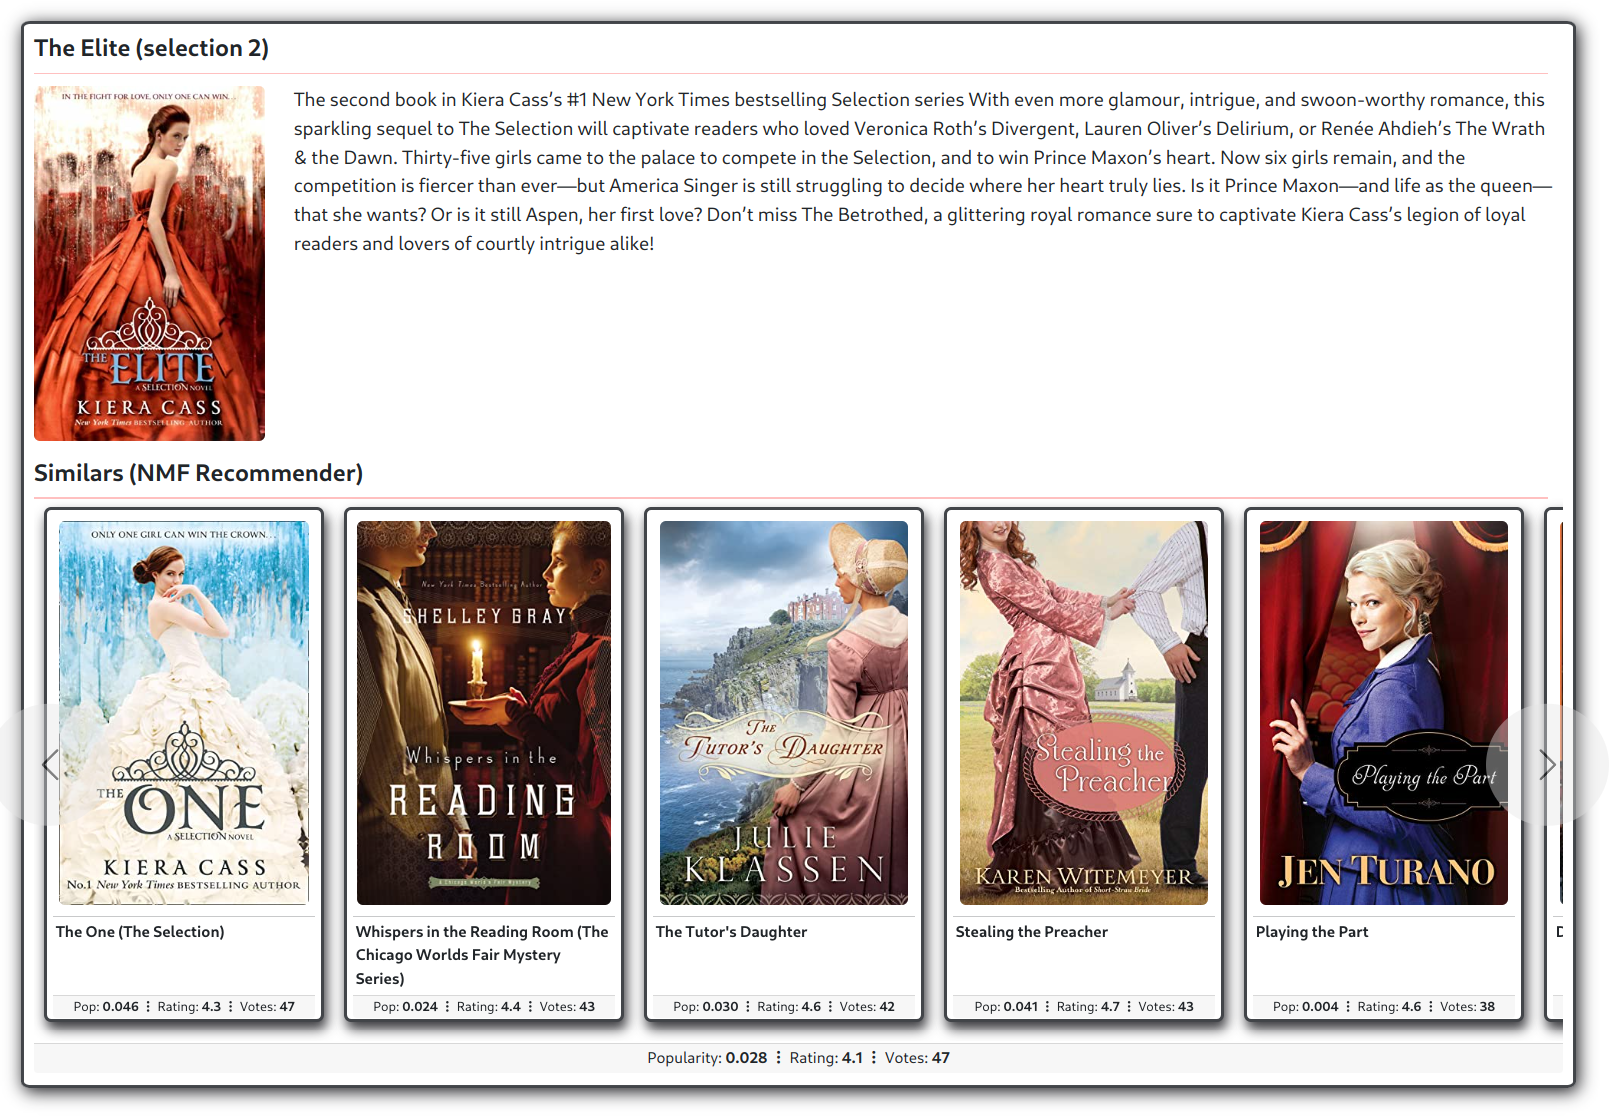 The Elite (selection 2)
IN THE FIGHT FOR LOVE, ONLY ONE CAN WIN...
THE
ELITE
A SELECTION NOVEL
KIERA CASS
New York Times BESTSELLING AUTHOR
The second book in Kiera Cass’s #1 New York Times bestselling Selection series With even more glamour, intrigue, and swoon-worthy romance, this
sparkling sequel to The Selection will captivate readers who loved Veronica Roth’s Divergent, Lauren Oliver’s Delirium, or Renée Ahdieh’s The Wrath
& the Dawn. Thirty-five girls came to the palace to compete in the Selection, and to win Prince Maxon’s heart. Now six girls remain, and the
competition is fiercer than ever—but America Singer is still struggling to decide where her heart truly lies. Is it Prince Maxon—and life as the queen—
that she wants? Or is it still Aspen, her first love? Don’t miss The Betrothed, a glittering royal romance sure to captivate Kiera Cass’s legion of loyal
readers and lovers of courtly intrigue alike!
Similars (NMF Recommender)
ONLY ONE GIRL CAN WIN THE CROWN...
THE
ONE
A SELECTION NOVEL
KIERA CASS
No.1 New York Times BESTSELLING AUTHOR
The One (The Selection)
Pop: 0.046 ⋮ Rating: 4.3 ⋮ Votes: 47
New York Times Bestselling Author
SHELLEY GRAY
Whispers in the
READING
ROOM
A Chicago World's Fair Mystery
Whispers in the Reading Room (The
Chicago Worlds Fair Mystery
Series)
Pop: 0.024 ⋮ Rating: 4.4 ⋮ Votes: 43
THE
TUTOR'S DAUGHTER
JULIE
KLASSEN
The Tutor's Daughter
Pop: 0.030 ⋮ Rating: 4.6 ⋮ Votes: 42
Stealing the
Preacher
KAREN WITEMEYER
Bestselling Author of Short-Straw Bride
Stealing the Preacher
Pop: 0.041 ⋮ Rating: 4.7 ⋮ Votes: 43
Playing the Part
JEN TURANO
Playing the Part
Pop: 0.004 ⋮ Rating: 4.6 ⋮ Votes: 38
Popularity: 0.028 ⋮ Rating: 4.1 ⋮ Votes: 47